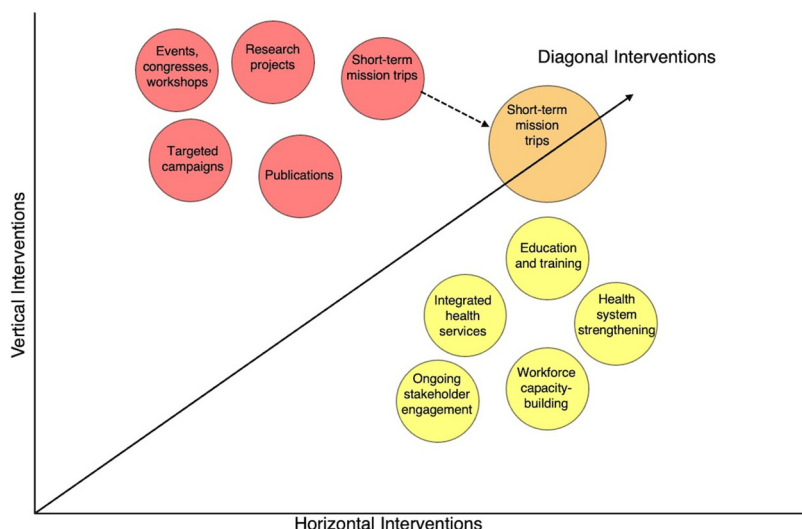 Events,
congresses,
workshops
Research
projects
Short-term
mission trips
Diagonal Interventions
Short-term
mission
trips
Targeted
campaigns
Publications
Vertical Interventions
Education
and training
Integrated
health
services
Health
system
strengthening
Ongoing
stakeholder
engagement
Workforce
capacity-
building
Horizontal Interventions